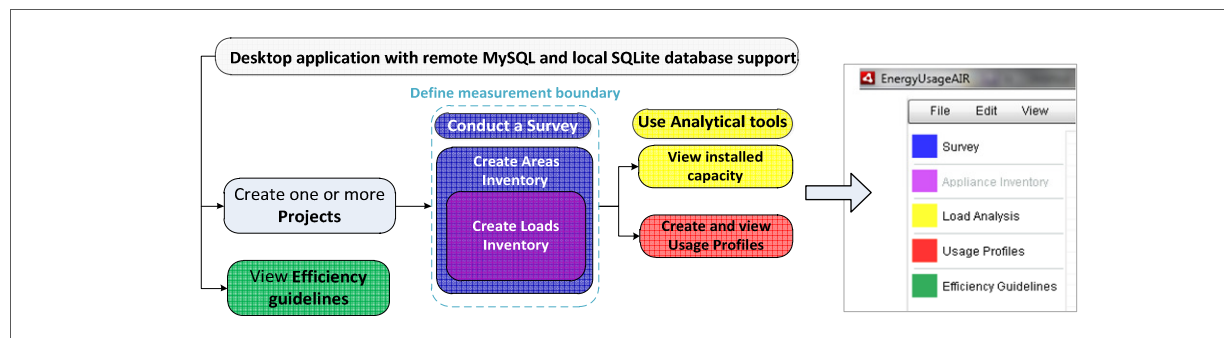 Desktop application with remote MySQL and local SQLite database support
Define measurement boundary
Conduct a Survey
Create Areas
Inventory
Create Loads
Inventory
Create one or more
Projects
View Efficiency
guidelines
Use Analytical tools
View installed
capacity
Create and view
Usage Profiles
EnergyUsageAIR
File Edit View
Survey
Appliance Inventory
Load Analysis
Usage Profiles
Efficiency Guidelines